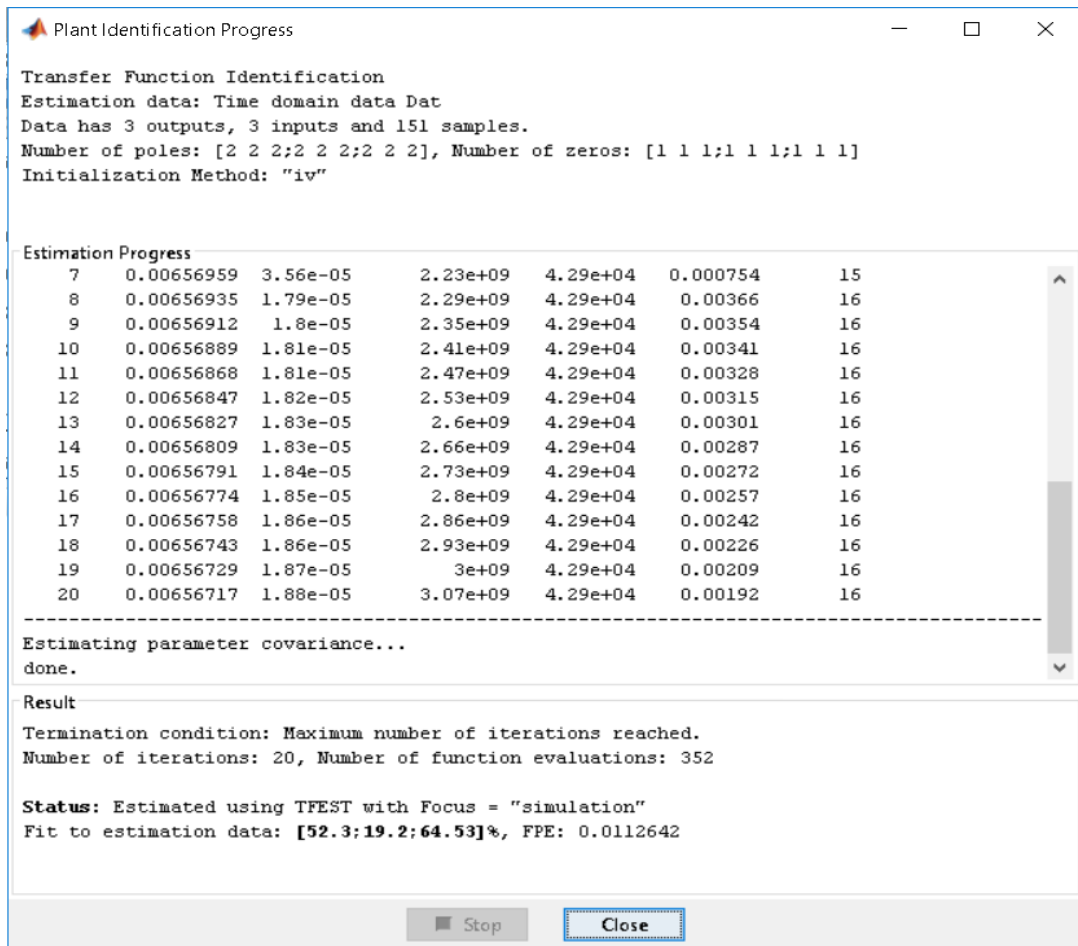 Plant Identification Progress
Transfer Function Identification
Estimation data: Time domain data Dat
Data has 3 outputs, 3 inputs and 151 samples.
Number of poles: [2 2 2;2 2 2;2 2 2], Number of zeros: [1 1 1;1 1 1;1 1 1]
Initialization Method: "iv"
Estimation Progress
7 0.00656959 3.56e-05 2.23e+09 4.29e+04 0.000754 15
8 0.00656935 1.79e-05 2.29e+09 4.29e+04 0.00366 16
9 0.00656912 1.8e-05 2.35e+09 4.29e+04 0.00354 16
10 0.00656889 1.81e-05 2.41e+09 4.29e+04 0.00341 16
11 0.00656868 1.81e-05 2.47e+09 4.29e+04 0.00328 16
12 0.00656847 1.82e-05 2.53e+09 4.29e+04 0.00315 16
13 0.00656827 1.83e-05 2.6e+09 4.29e+04 0.00301 16
14 0.00656809 1.83e-05 2.66e+09 4.29e+04 0.00287 16
15 0.00656791 1.84e-05 2.73e+09 4.29e+04 0.00272 16
16 0.00656774 1.85e-05 2.8e+09 4.29e+04 0.00257 16
17 0.00656758 1.86e-05 2.86e+09 4.29e+04 0.00242 16
18 0.00656743 1.86e-05 2.93e+09 4.29e+04 0.00226 16
19 0.00656729 1.87e-05 3e+09 4.29e+04 0.00209 16
20 0.00656717 1.88e-05 3.07e+09 4.29e+04 0.00192 16
------------------------------------------------------------------------------------------
Estimating parameter covariance...
done.
Result
Termination condition: Maximum number of iterations reached.
Number of iterations: 20, Number of function evaluations: 352
Status: Estimated using TFEST with Focus = "simulation"
Fit to estimation data: [52.3;19.2;64.53]%, FPE: 0.0112642
Stop Close